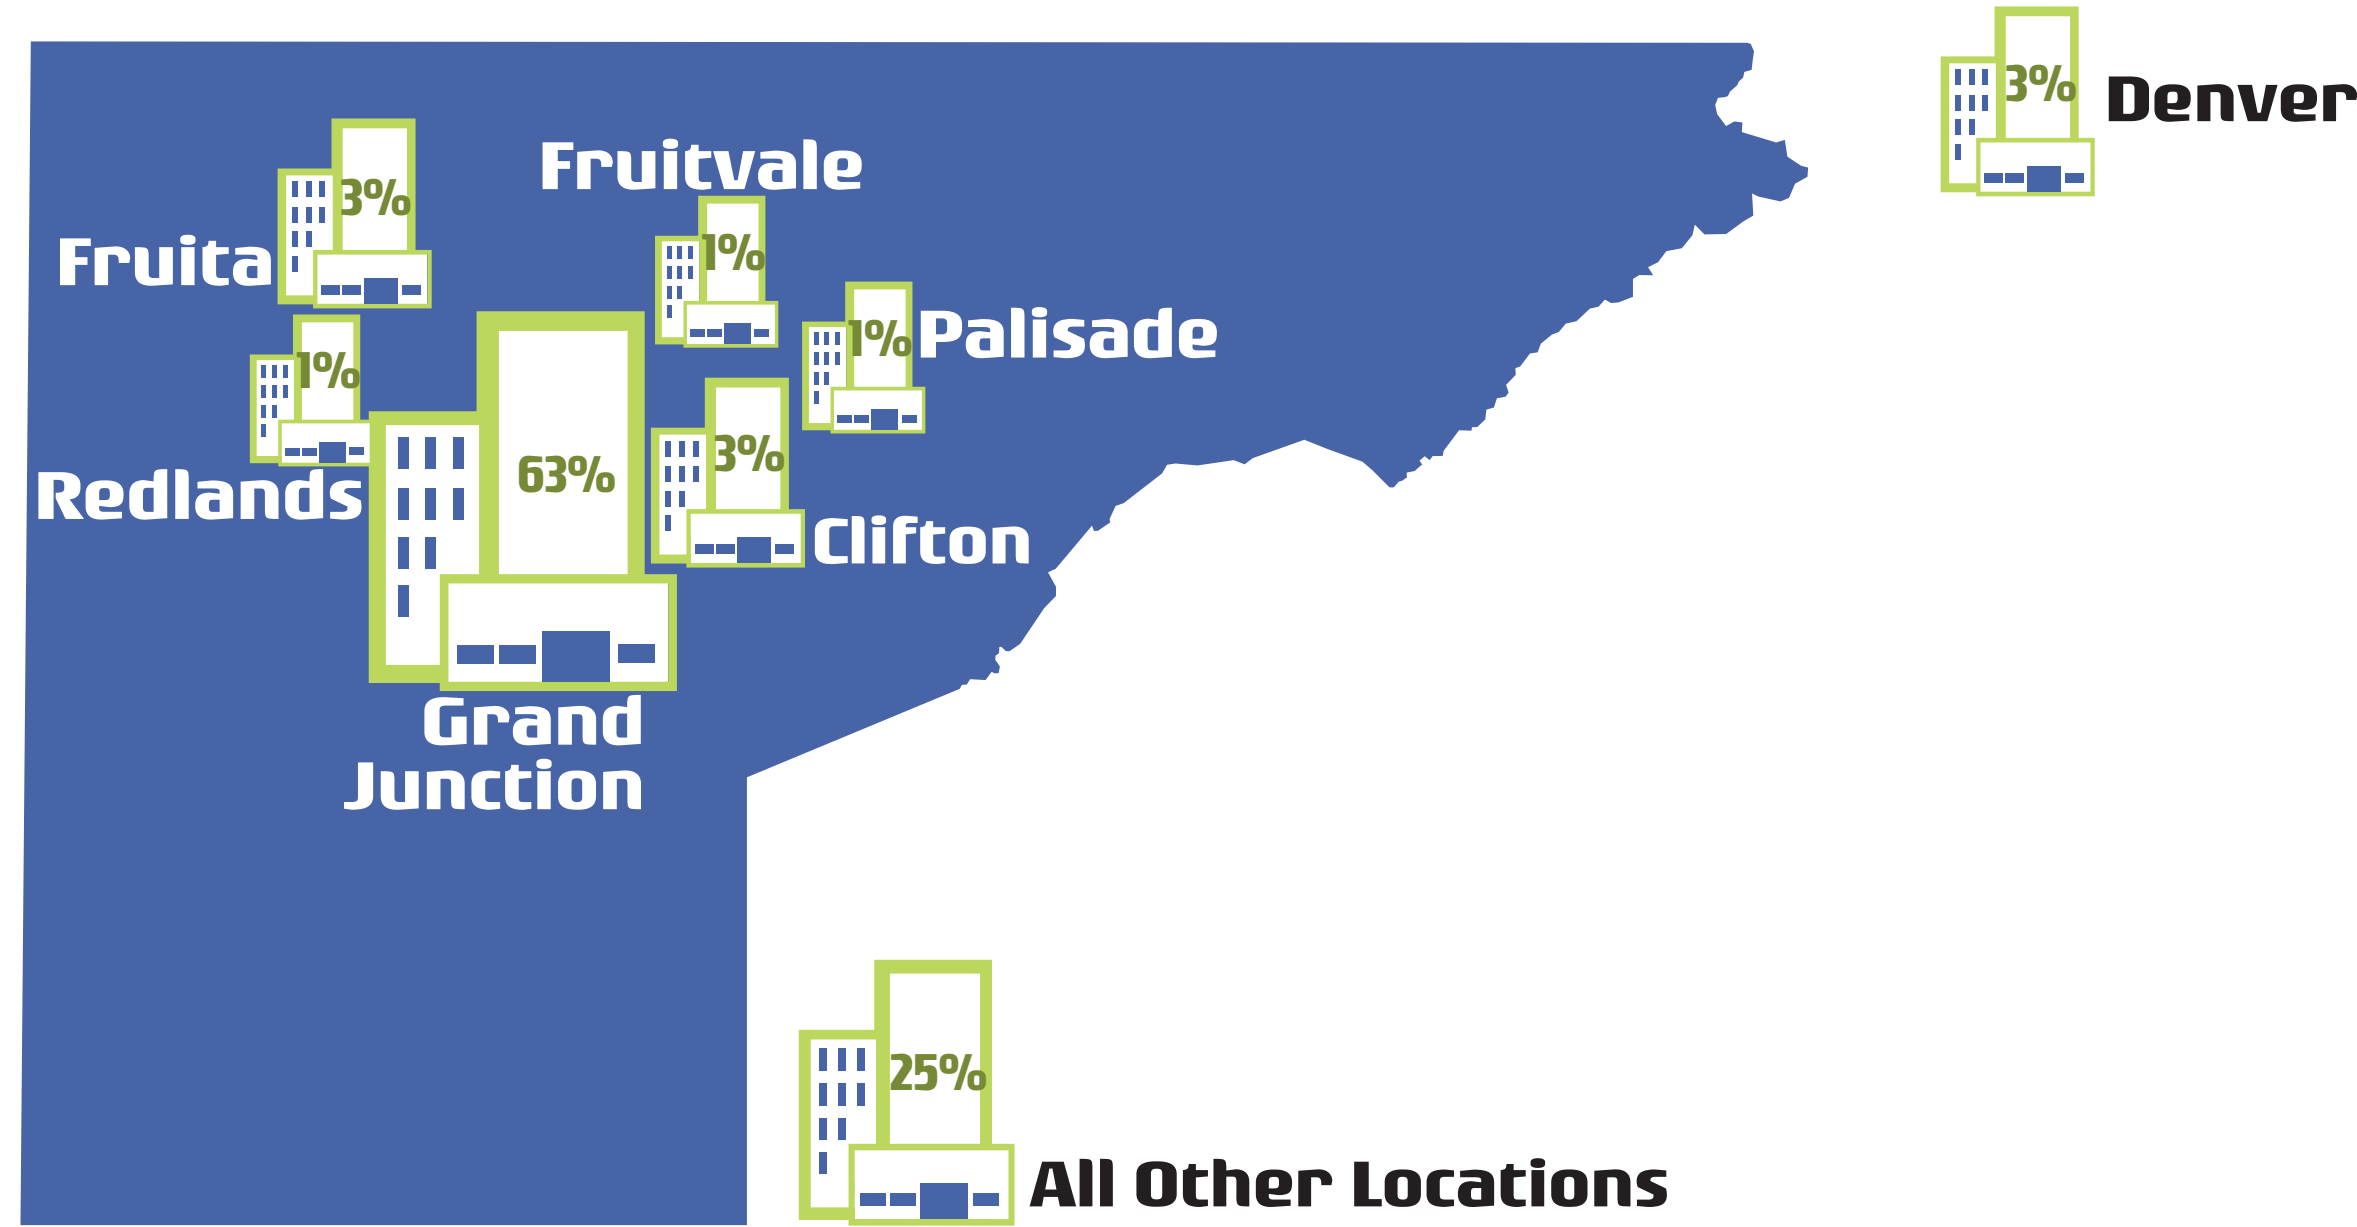 3%
Denver
Fruitvale
3%
Fruita
1%
1%
Palisade
1%
Redlands
63%
3%
Clifton
Grand
Junction
25%
All Other Locations